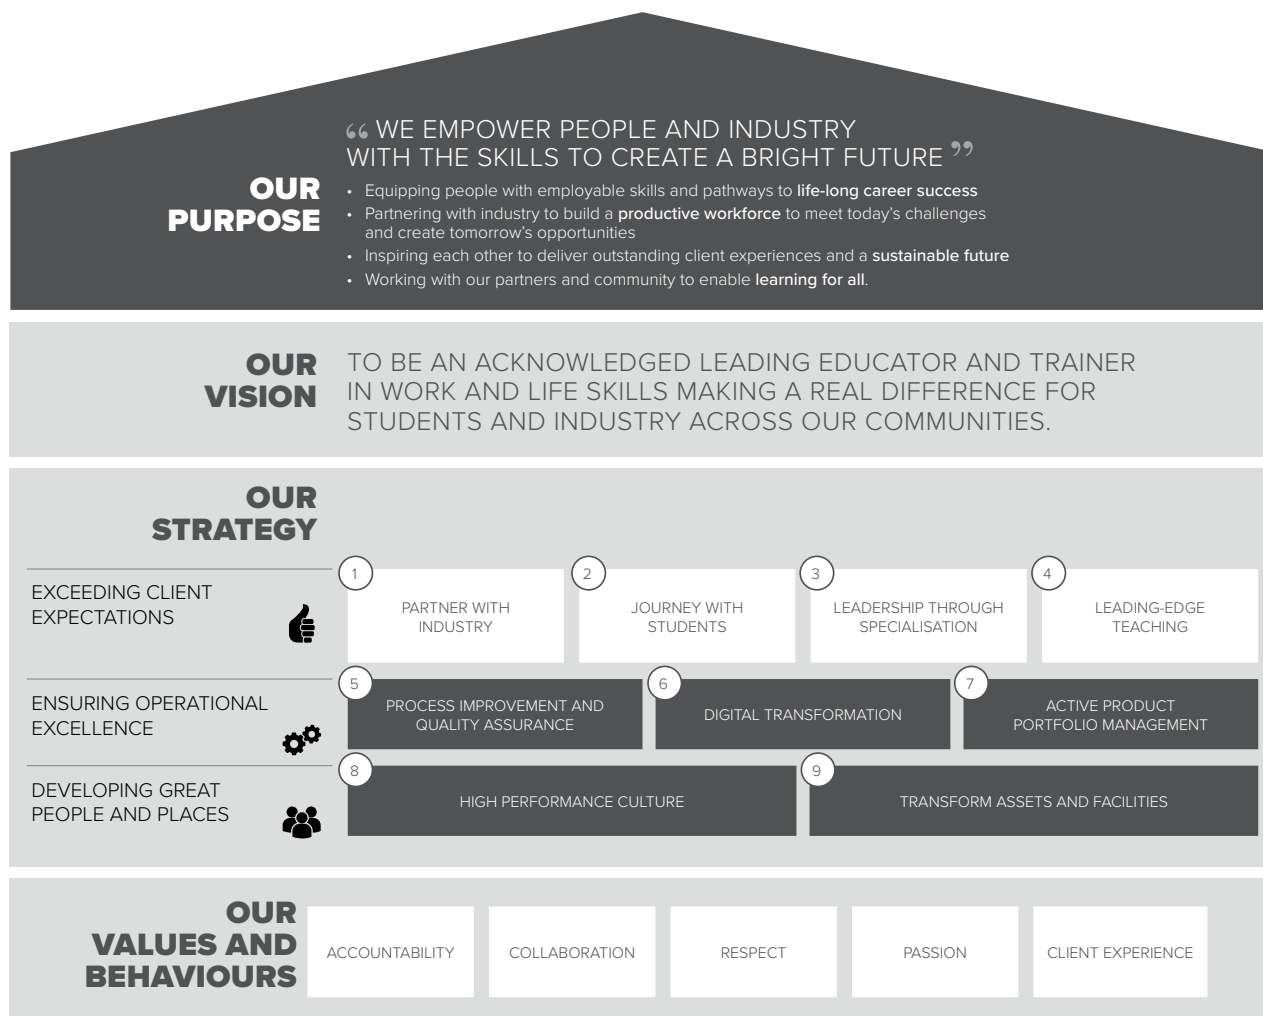 “ WE EMPOWER PEOPLE AND INDUSTRY
WITH THE SKILLS TO CREATE A BRIGHT FUTURE ”
OUR
PURPOSE
• Equipping people with employable skills and pathways to life-long career success
• Partnering with industry to build a productive workforce to meet today's challenges
and create tomorrow's opportunities
• Inspiring each other to deliver outstanding client experiences and a sustainable future
• Working with our partners and community to enable learning for all.
OUR
VISION
TO BE AN ACKNOWLEDGED LEADING EDUCATOR AND TRAINER
IN WORK AND LIFE SKILLS MAKING A REAL DIFFERENCE FOR
STUDENTS AND INDUSTRY ACROSS OUR COMMUNITIES.
OUR
STRATEGY
EXCEEDING CLIENT
EXPECTATIONS
1
PARTNER WITH
INDUSTRY
2
JOURNEY WITH
STUDENTS
3
LEADERSHIP THROUGH
SPECIALISATION
4
LEADING-EDGE
TEACHING
ENSURING OPERATIONAL
EXCELLENCE
5
PROCESS IMPROVEMENT AND
QUALITY ASSURANCE
6
DIGITAL TRANSFORMATION
7
ACTIVE PRODUCT
PORTFOLIO MANAGEMENT
DEVELOPING GREAT
PEOPLE AND PLACES
8
HIGH PERFORMANCE CULTURE
9
TRANSFORM ASSETS AND FACILITIES
OUR
VALUES AND
BEHAVIOURS
ACCOUNTABILITY
COLLABORATION
RESPECT
PASSION
CLIENT EXPERIENCE